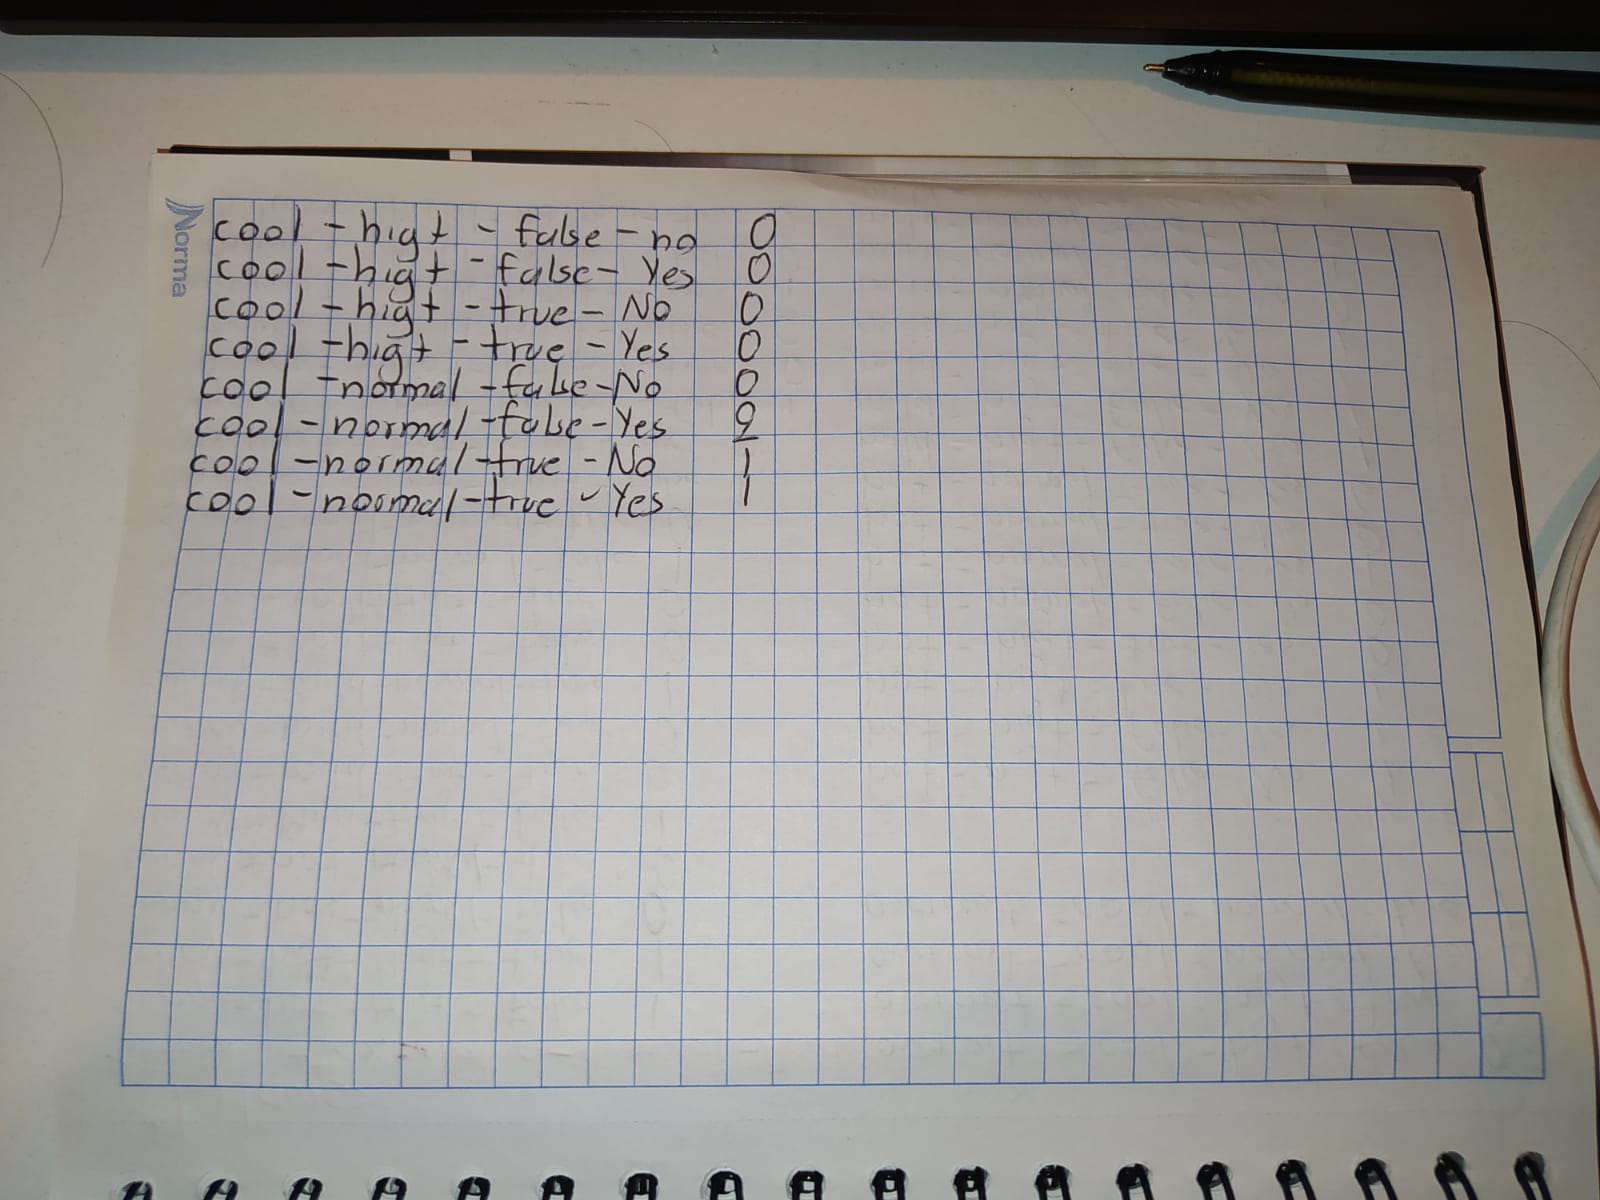 Norma
cool - higt - false - no 0
cool - higt - false - Yes 0
cool - higt - true - No 0
cool - higt - true - Yes 0
cool - normal - false - No 0
cool - normal - false - Yes 2
cool - normal - true - No 1
cool - normal - true - Yes 1